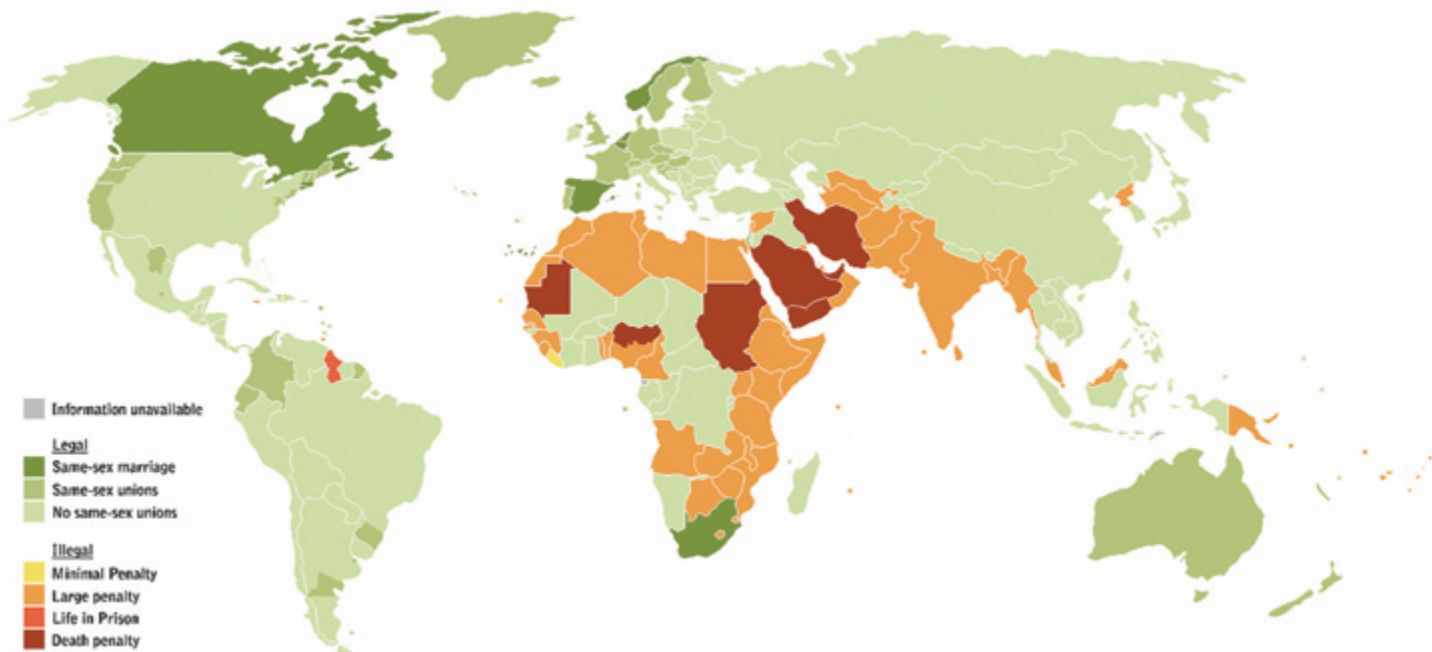 Information unavailable
Legal
Same-sex marriage
Same-sex unions
No same-sex unions
Illegal
Minimal Penalty
Large penalty
Life in Prison
Death penalty